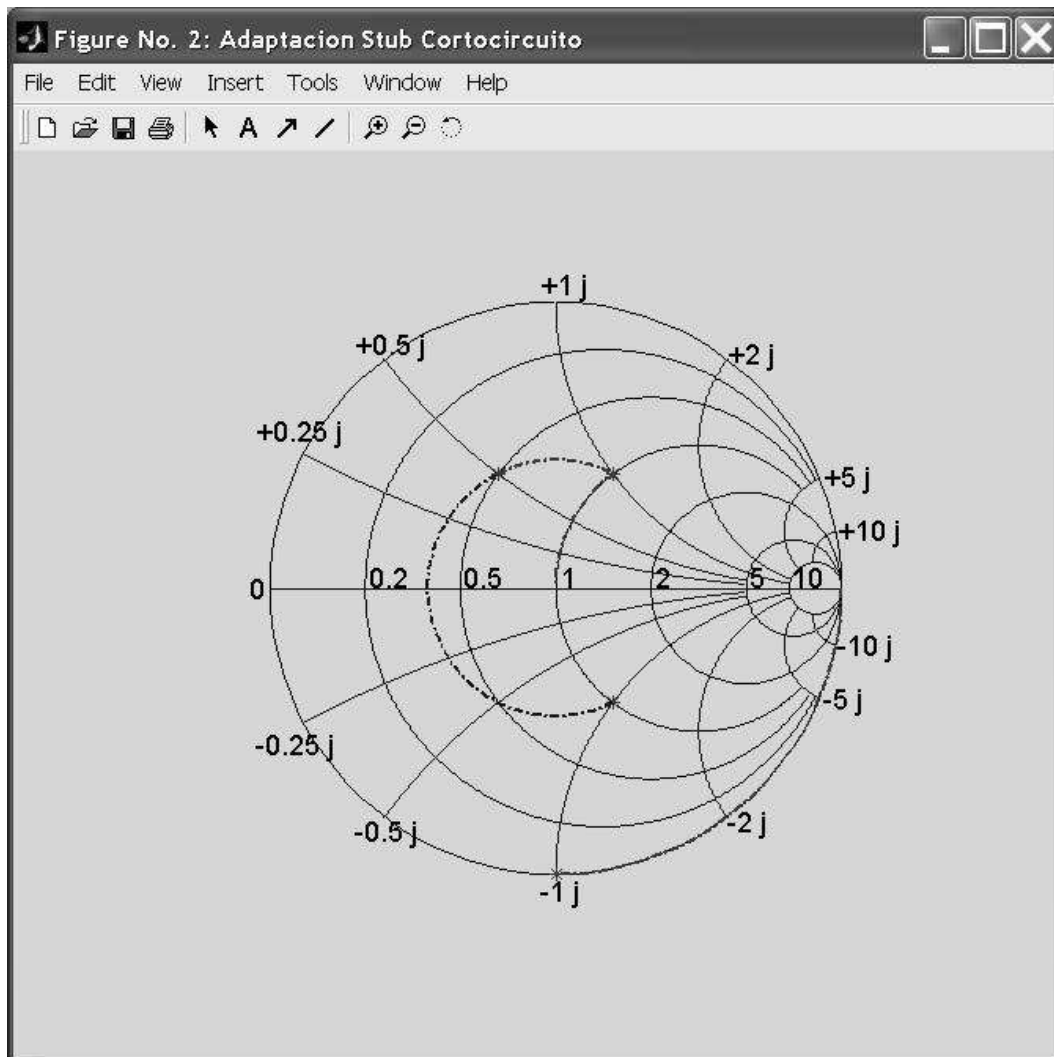 Figure No. 2: Adaptacion Stub Cortocircuito
File Edit View Insert Tools Window Help
A
+1 j
+0.5 j
+2 j
+0.25 j
+5 j
+10 j
0 0.2 0.5 1 2 5 10
-10 j
-5 j
-0.25 j
-0.5 j
-2 j
-1 j